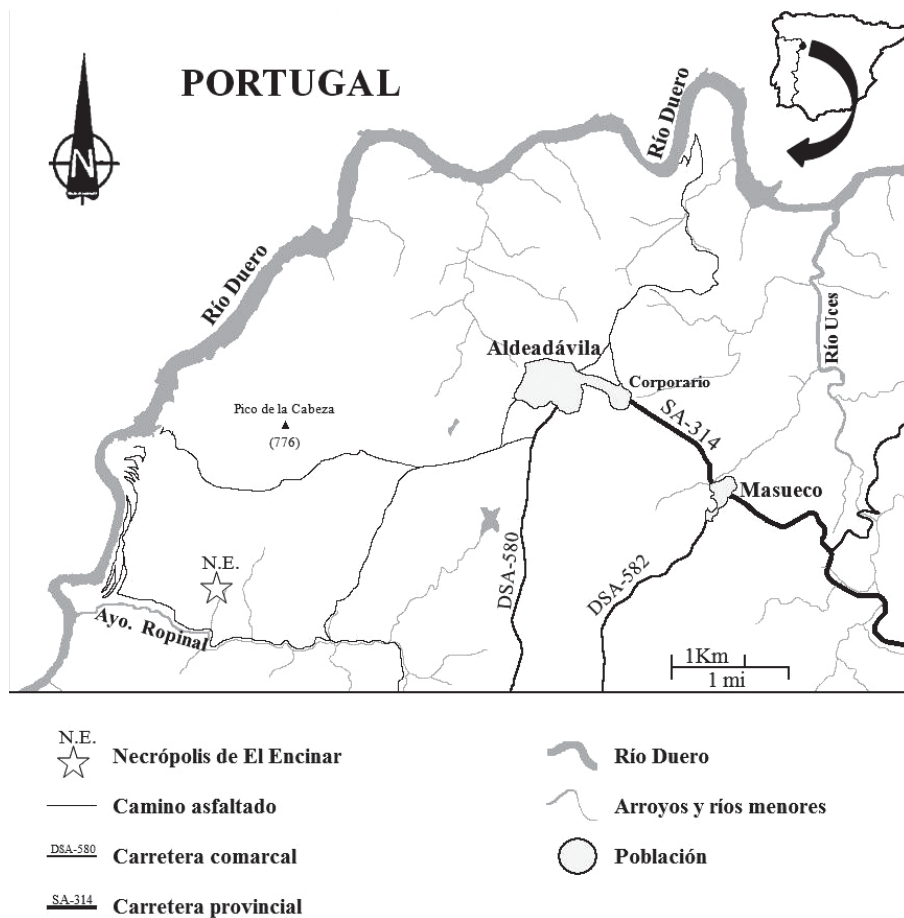 PORTUGAL
N
Río Duero
Río Duero
Río Uces
Aldeadávila
Corporario
SA-314
Pico de la Cabeza
(776)
Masueco
DSA-580
DSA-582
N.E.
Ayo. Ropinal
1Km
1 mi
N.E.
Necrópolis de El Encinar
Camino asfaltado
DSA-580
Carretera comarcal
SA-314
Carretera provincial
Río Duero
Arroyos y ríos menores
Población